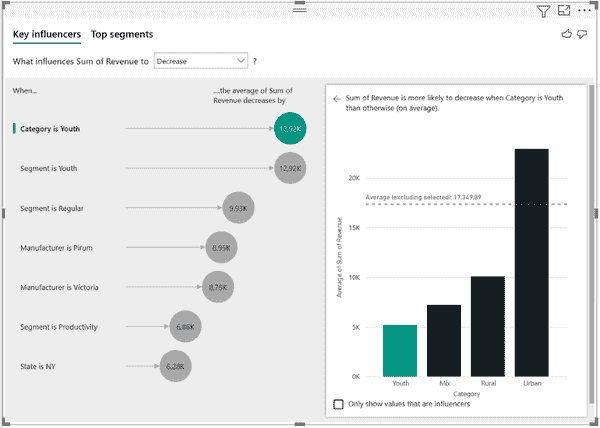 Key influencers Top segments
What influences Sum of Revenue to Decrease ?
When...
....the average of Sum of
Revenue decreases by
Category is Youth 12,92K
Segment is Youth 12,92K
Segment is Regular 9,93K
Manufacturer is Pirum 8,95K
Manufacturer is Victoria 8,75K
Segment is Productivity 6,86K
State is NY 6,28K
Sum of Revenue is more likely to decrease when Category is Youth
than otherwise (on average).
Average of Sum of Revenue
20K
Average (excluding selected): 17.349,89
15K
10K
5K
0K
Youth Mix Rural Urban
Category
Only show values that are influencers